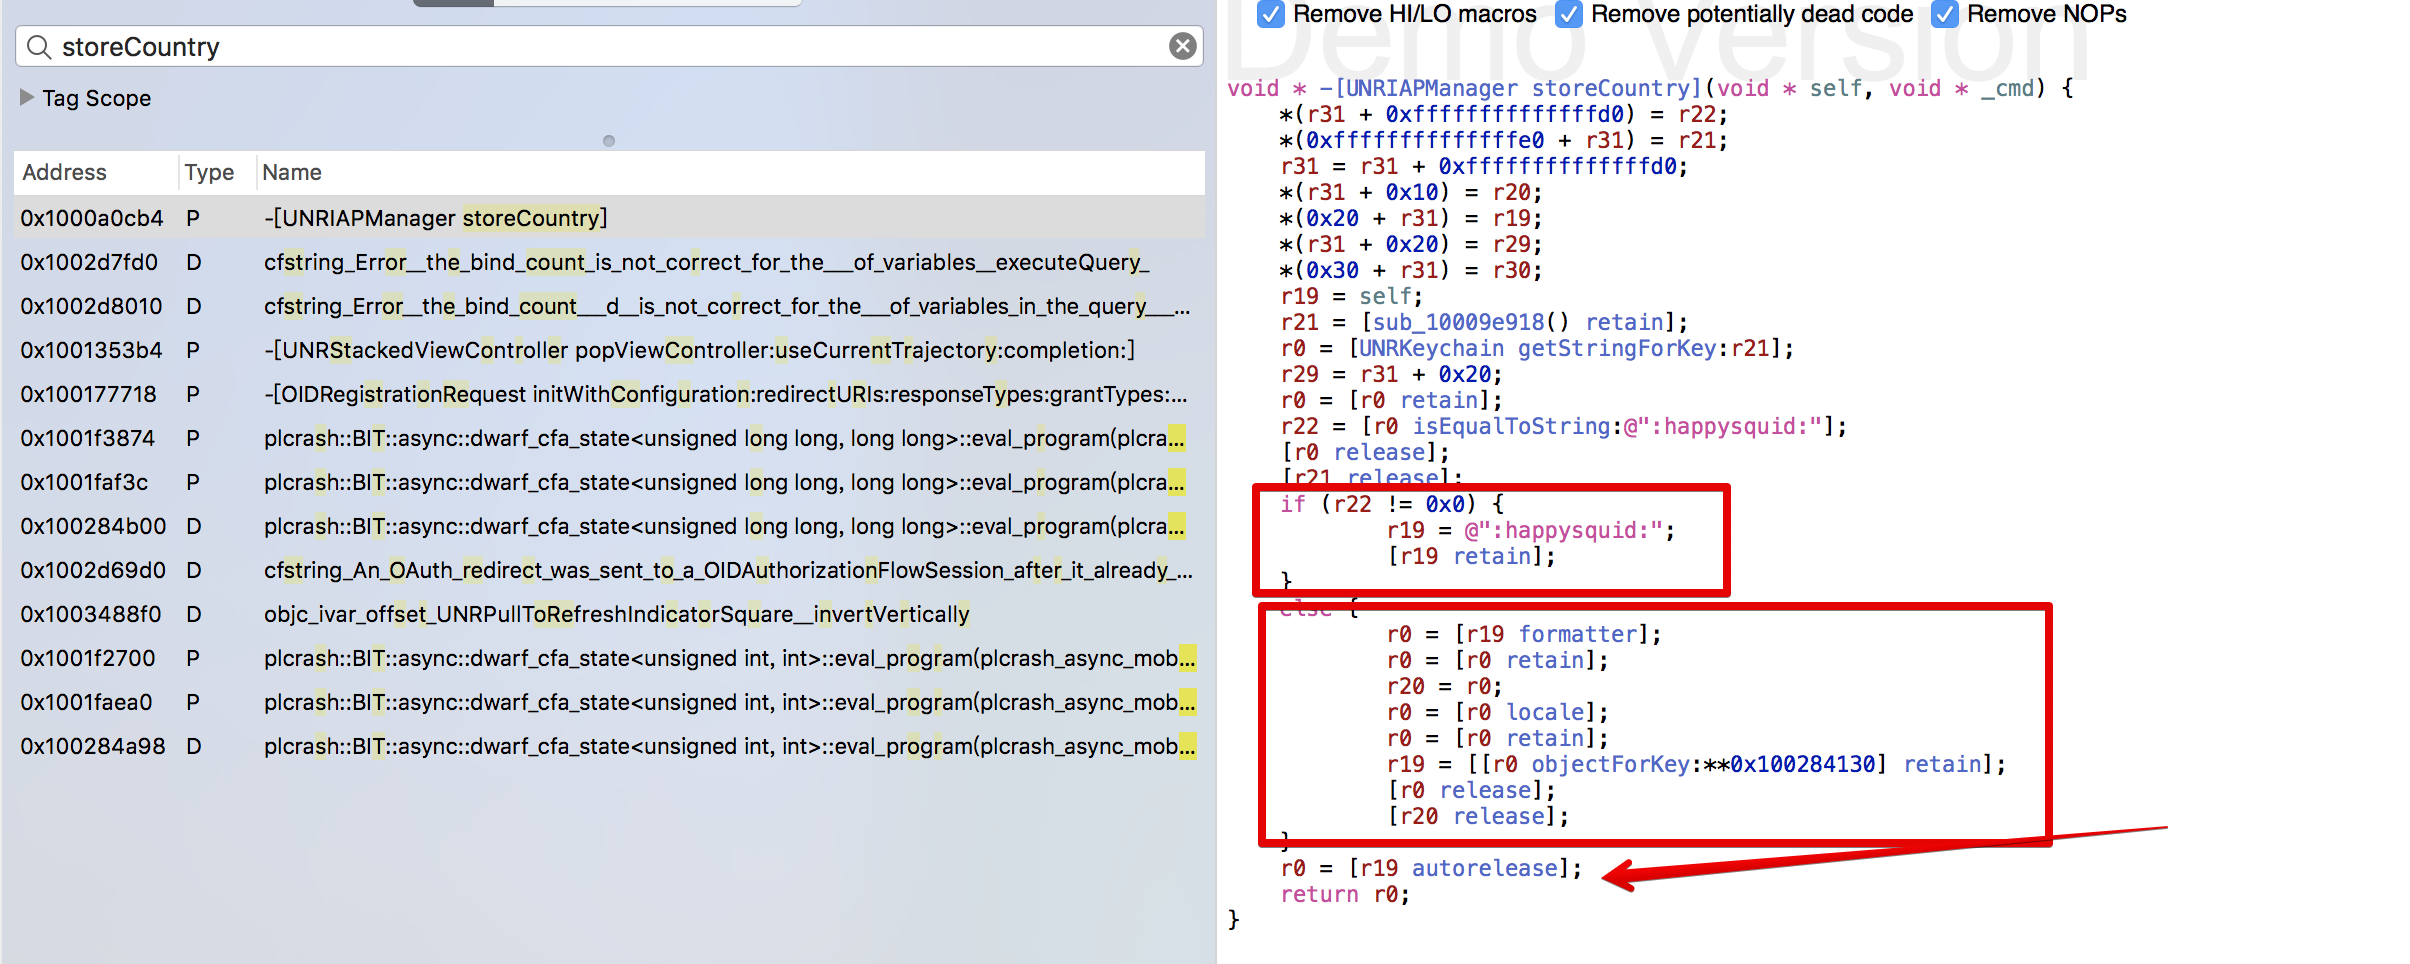 storeCountry
Tag Scope
Address Type Name
0x1000a0cb4 P -[UNRIAPManager storeCountry]
0x1002d7fd0 D cfstring_Error__the_bind_count_is_not_correct_for_the___of_variables__executeQuery_
0x1002d8010 D cfstring_Error__the_bind_count___d__is_not_correct_for_the___of_variables_in_the_query___...
0x1001353b4 P -[UNRStackedViewController popViewController:useCurrentTrajectory:completion:]
0x100177718 P -[OIDRegistrationRequest initWithConfiguration:redirectURIs:responseTypes:grantTypes:...
0x1001f3874 P plcrash::BIT::async::dwarf_cfa_state<unsigned long long, long long>::eval_program(plcra...
0x1001faf3c P plcrash::BIT::async::dwarf_cfa_state<unsigned long long, long long>::eval_program(plcra...
0x100284b00 D plcrash::BIT::async::dwarf_cfa_state<unsigned long long, long long>::eval_program(plcra...
0x1002d69d0 D cfstring_An_OAuth_redirect_was_sent_to_a_OIDAuthorizationFlowSession_after_it_already_...
0x1003488f0 D objc_ivar_offset_UNRPullToRefreshIndicatorSquare__invertVertically
0x1001f2700 P plcrash::BIT::async::dwarf_cfa_state<unsigned int, int>::eval_program(plcrash_async_mob...
0x1001faea0 P plcrash::BIT::async::dwarf_cfa_state<unsigned int, int>::eval_program(plcrash_async_mob...
0x100284a98 D plcrash::BIT::async::dwarf_cfa_state<unsigned int, int>::eval_program(plcrash_async_mob...
Remove HI/LO macros Remove potentially dead code Remove NOPs
Demo Version
void * -[UNRIAPManager storeCountry](void * self, void * _cmd) {
*(r31 + 0xffffffffffffffd0) = r22;
*(0xffffffffffffffe0 + r31) = r21;
r31 = r31 + 0xffffffffffffffd0;
*(r31 + 0x10) = r20;
*(0x20 + r31) = r19;
*(r31 + 0x20) = r29;
*(0x30 + r31) = r30;
r19 = self;
r21 = [sub_10009e918() retain];
r0 = [UNRKeychain getStringForKey:r21];
r29 = r31 + 0x20;
r0 = [r0 retain];
r22 = [r0 isEqualToString:@":happysquid:"];
[r0 release];
[r21 release];
if (r22 != 0x0) {
r19 = @":happysquid:";
[r19 retain];
}
else {
r0 = [r19 formatter];
r0 = [r0 retain];
r20 = r0;
r0 = [r0 locale];
r0 = [r0 retain];
r19 = [[r0 objectForKey:**0x100284130] retain];
[r0 release];
[r20 release];
}
r0 = [r19 autorelease];
return r0;
}